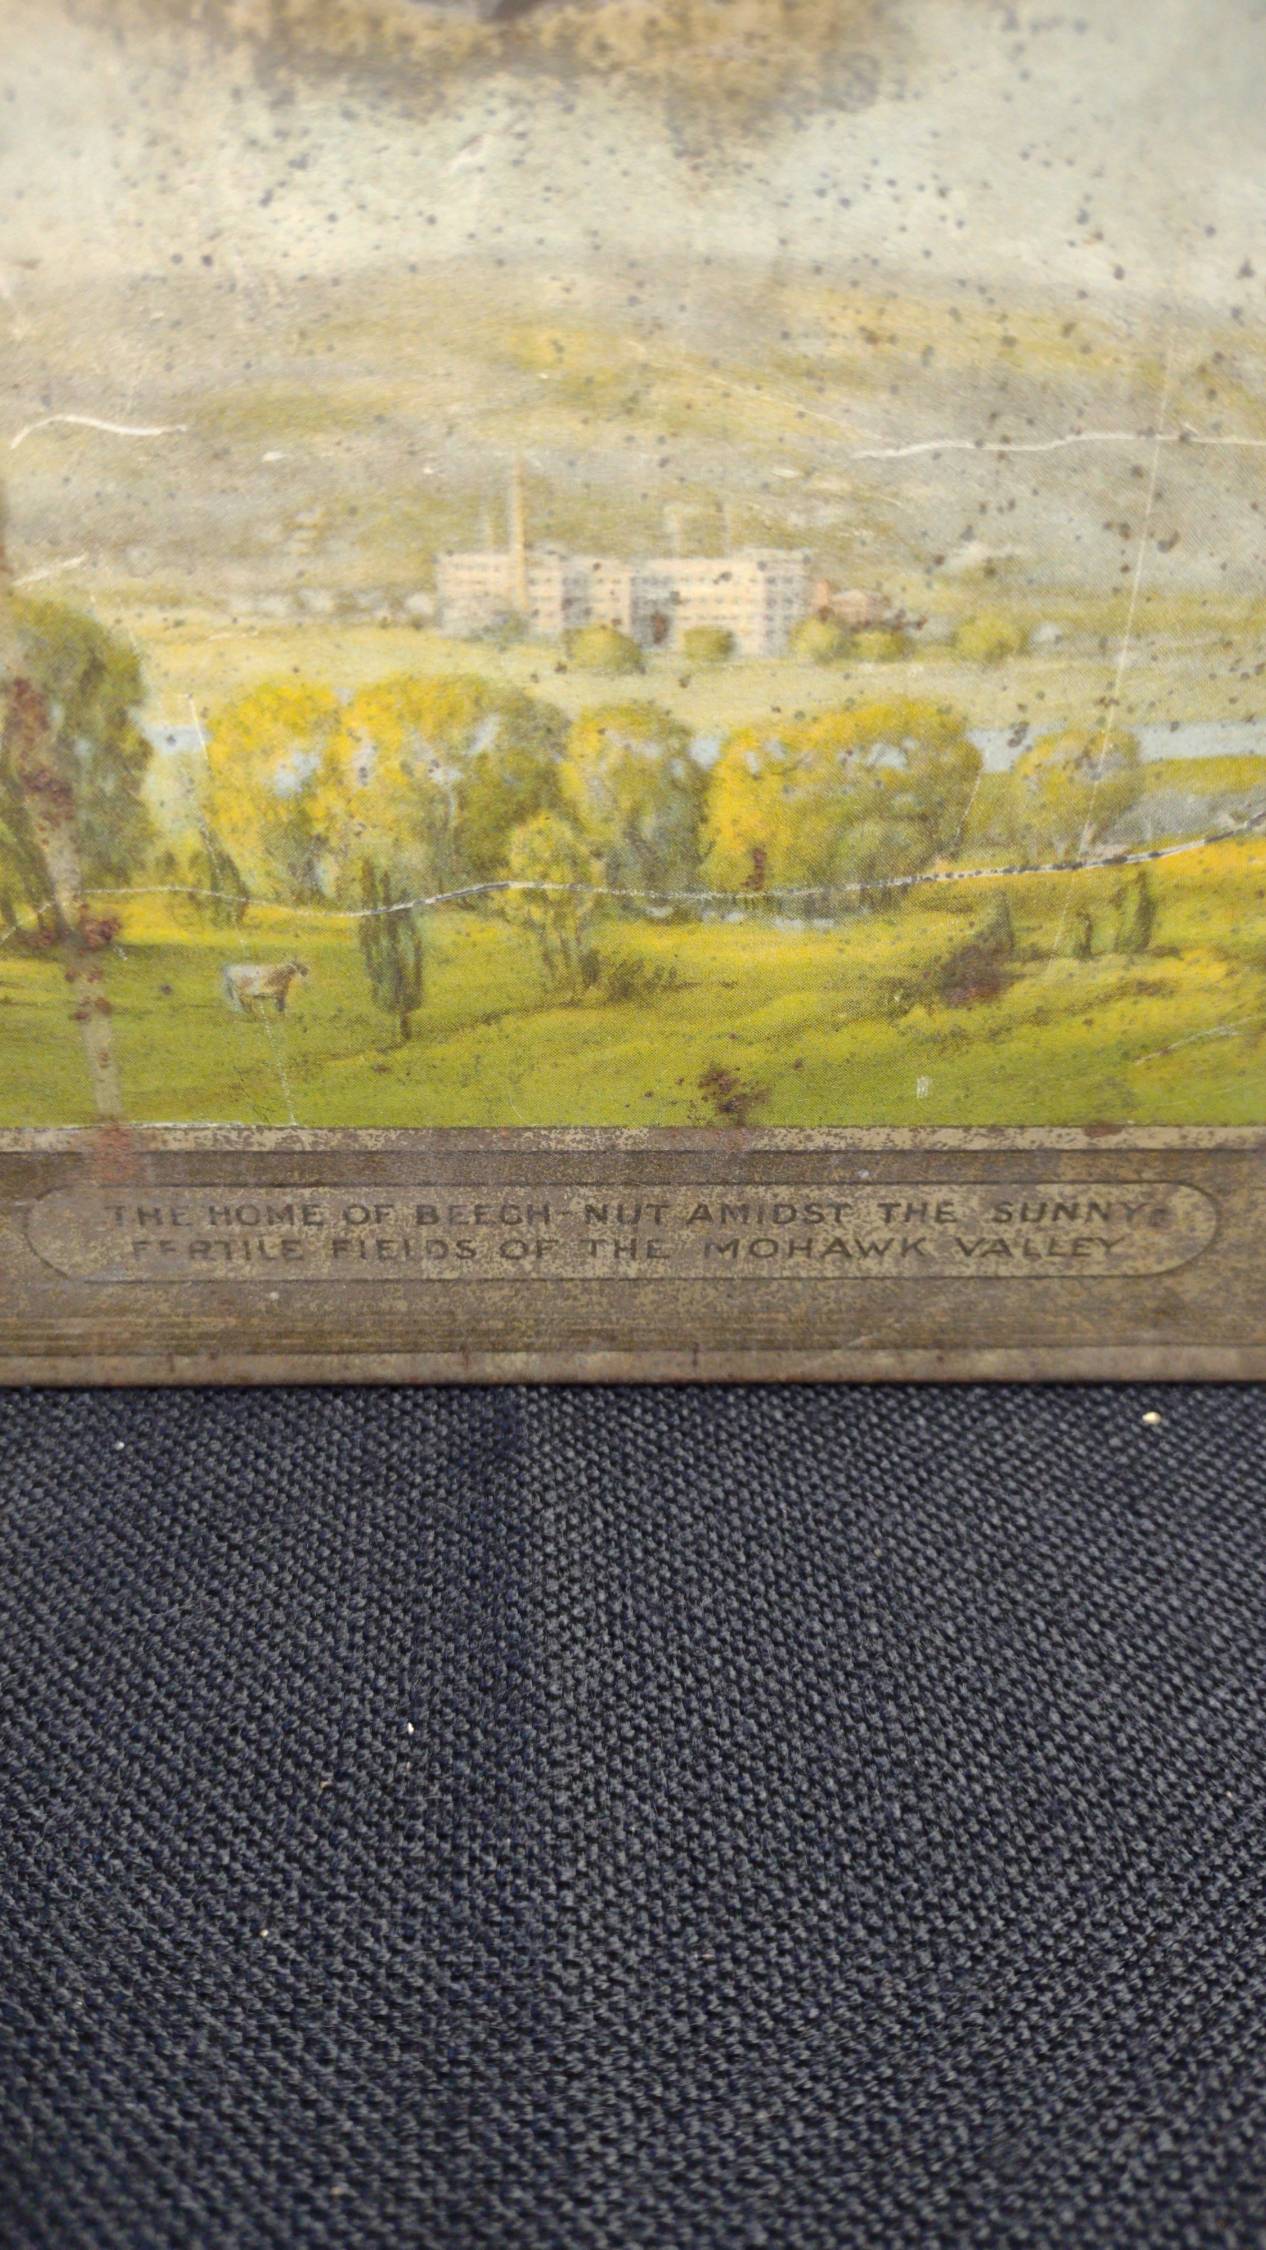 THE HOME OF BEECH-NUT AMIDST THE SUNNY
FERTILE FIELDS OF THE MOHAWK VALLEY